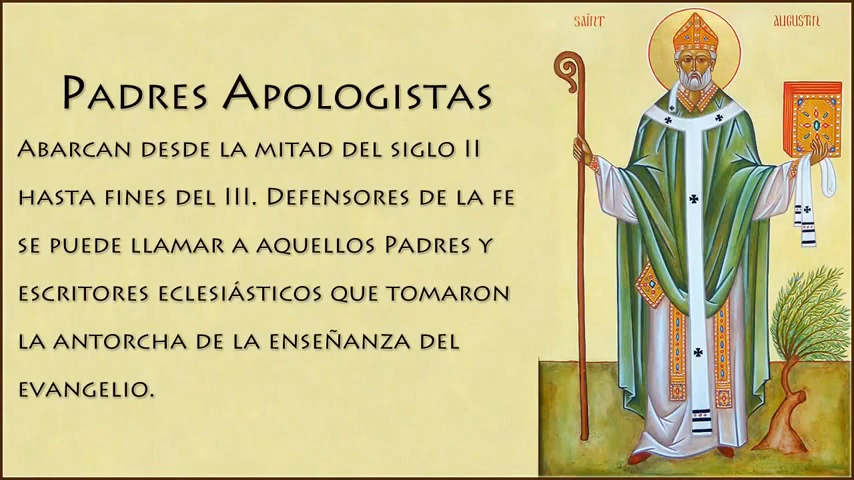 SAINT AUGUSTIN
PADRES APOLOGISTAS
ABARCAN DESDE LA MITAD DEL SIGLO II
HASTA FINES DEL III. DEFENSORES DE LA FE
SE PUEDE LLAMAR A AQUELLOS PADRES Y
ESCRITORES ECLESIÁSTICOS QUE TOMARON
LA ANTORCHA DE LA ENSEÑANZA DEL
EVANGELIO.